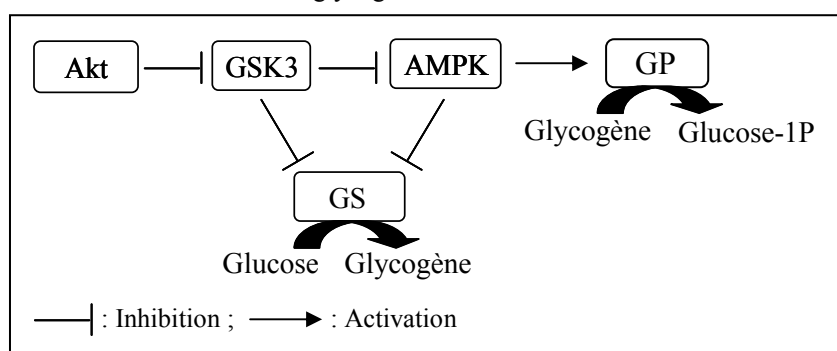 Akt GSK3 AMPK GP
Glycogène Glucose-1P
GS
Glucose Glycogène
: Inhibition ; : Activation